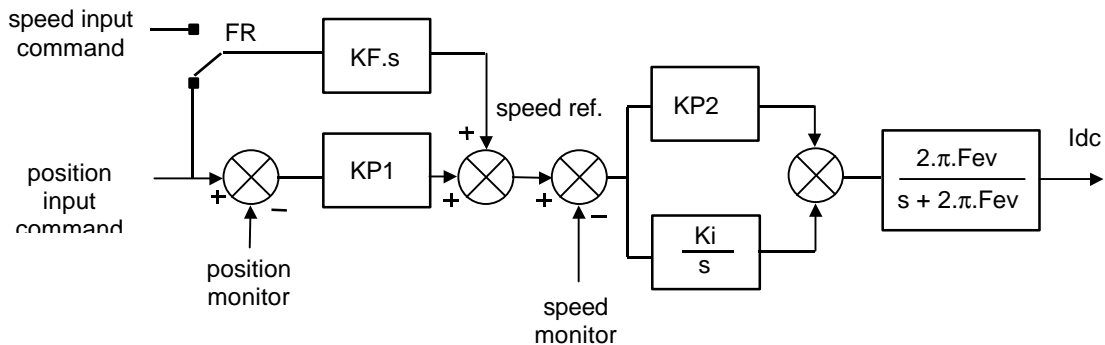 speed input
command
FR
KF.s
speed ref.
+
KP2
Idc
position
input
command
+
−
KP1
+
+
−
2.π.Fev
s + 2.π.Fev
position
monitor
Ki
s
speed
monitor